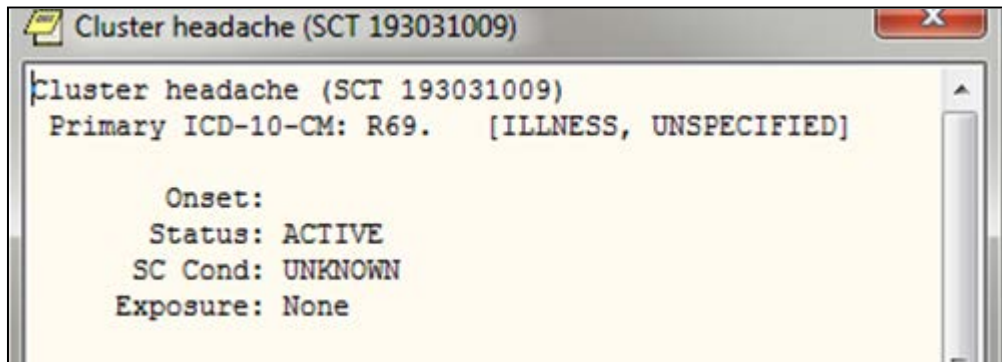 Cluster headache (SCT 193031009)
Cluster headache (SCT 193031009)
Primary ICD-10-CM: R69. [ILLNESS, UNSPECIFIED]
Onset:
Status: ACTIVE
SC Cond: UNKNOWN
Exposure: None